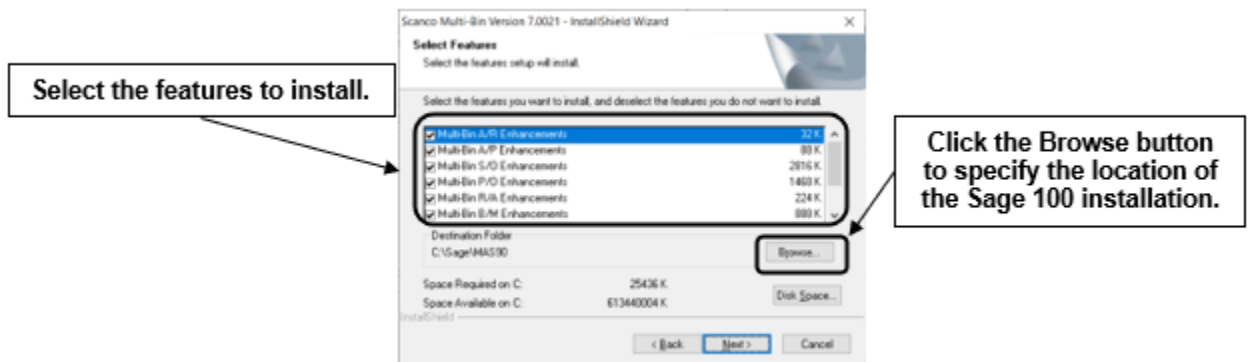 Scanco Multi-Bin Version 7.0021 - InstallShield Wizard
Select Features
Select the features setup will install.
Select the features to install.
Select the features you want to install, and deselect the features you do not want to install.
Multi-Bin A/R Enhancements 32 K
Multi-Bin A/P Enhancements 88 K
Multi-Bin S/O Enhancements 2816 K
Multi-Bin P/O Enhancements 1468 K
Multi-Bin R/A Enhancements 224 K
Multi-Bin B/M Enhancements 888 K
Click the Browse button
to specify the location of
the Sage 100 installation.
Destination Folder
C:\Sage\MAS90
Browse...
Space Required on C: 25436 K
Space Available on C: 613440004 K
Disk Space...
InstallShield
< Back
Next >
Cancel